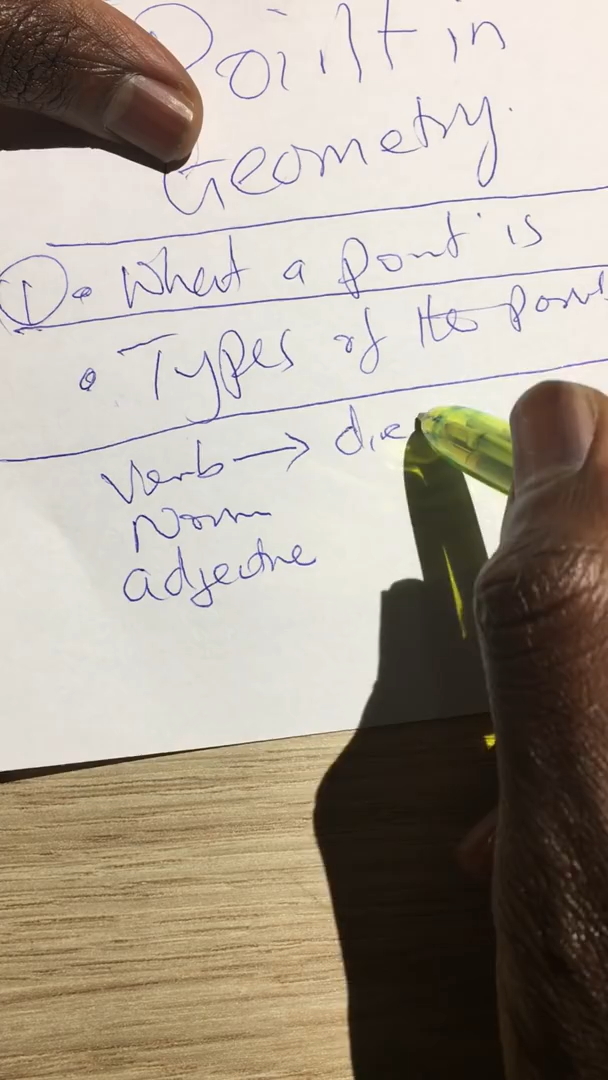 Point in
Geometry.
① • What a point is
• Types of the point
Verb → die
Noun
adjective